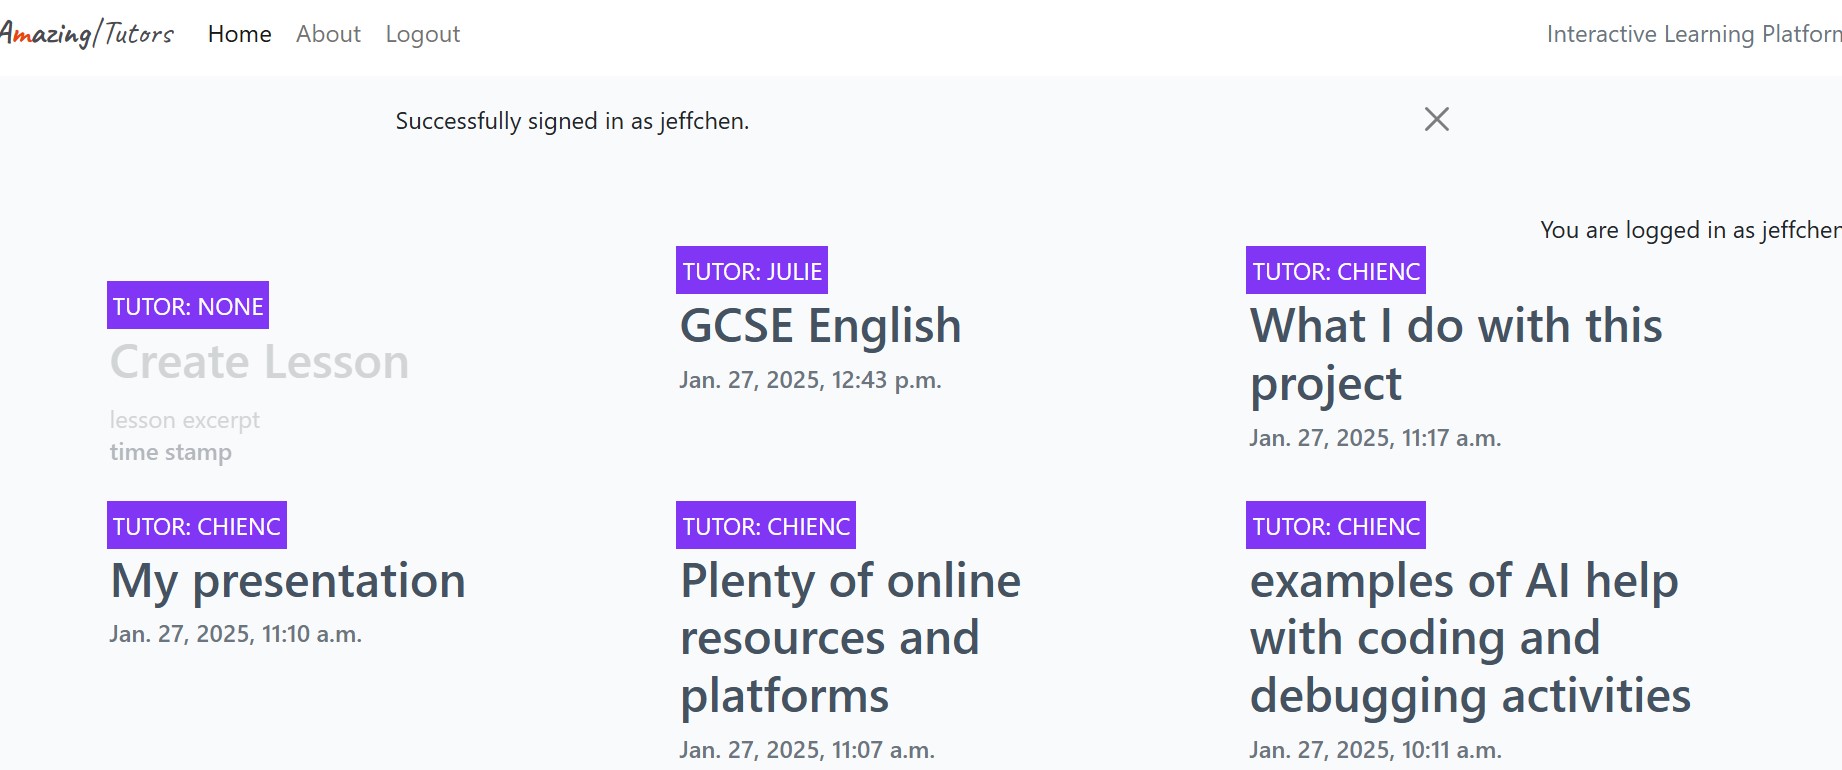 Amazing|Tutors Home About Logout Interactive Learning Platform
Successfully signed in as jeffchen.
You are logged in as jeffchen
TUTOR: NONE
Create Lesson
lesson excerpt
time stamp
TUTOR: JULIE
GCSE English
Jan. 27, 2025, 12:43 p.m.
TUTOR: CHIENC
What I do with this
project
Jan. 27, 2025, 11:17 a.m.
TUTOR: CHIENC
My presentation
Jan. 27, 2025, 11:10 a.m.
TUTOR: CHIENC
Plenty of online
resources and
platforms
Jan. 27, 2025, 11:07 a.m.
TUTOR: CHIENC
examples of AI help
with coding and
debugging activities
Jan. 27, 2025, 10:11 a.m.